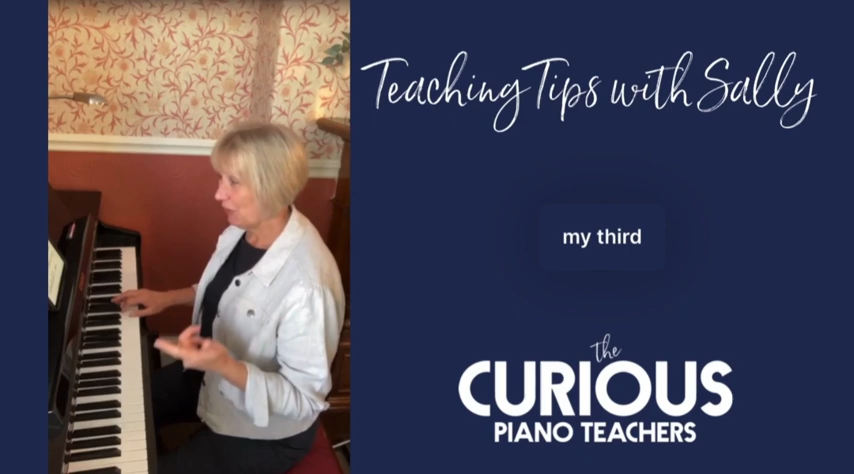 Teaching Tips with Sally
my third
the
CURIOUS
PIANO TEACHERS